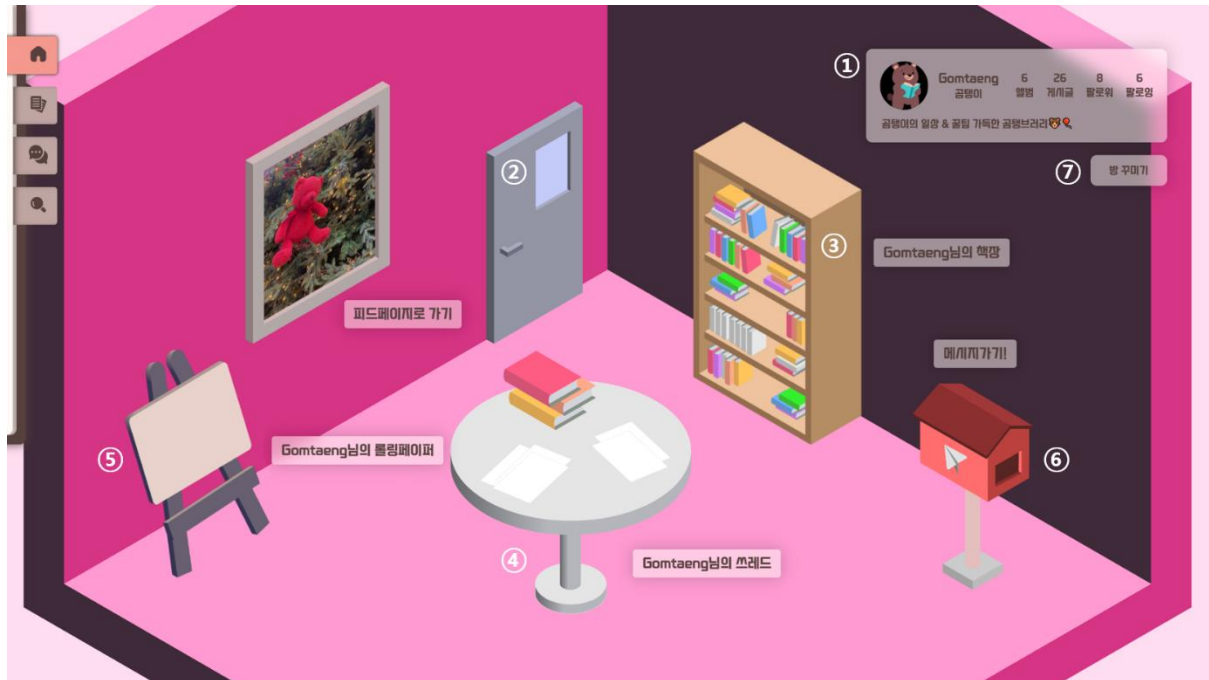 ①
Gomtaeng
곰탱이
6 26 8 6
앨범 게시글 팔로워 팔로잉
곰탱이의 일상 & 꿀팁 가득한 곰탱브러리
⑦ 방 꾸미기
②
③
Gomtaeng님의 책장
피드페이지로 가기
메시지가기!
⑤
Gomtaeng님의 롤링페이퍼
⑥
④
Gomtaeng님의 쓰레드